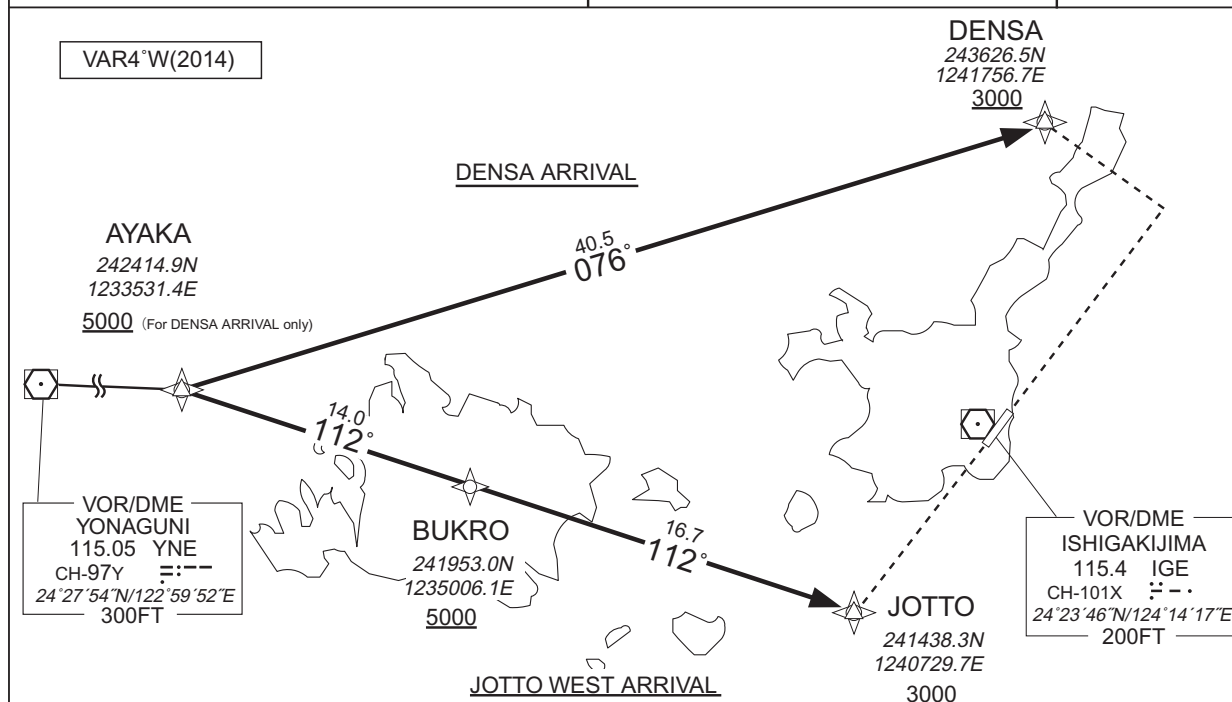 VAR4˚W(2014)
DENSA
243626.5N
1241756.7E
3000
DENSA ARRIVAL
40.5
076˚
AYAKA
242414.9N
1233531.4E
5000 (For DENSA ARRIVAL only)
14.0
112˚
VOR/DME
YONAGUNI
115.05 YNE
CH-97Y
24˚27´54˝N/122˚59´52˝E
300FT
BUKRO
241953.0N
1235006.1E
5000
16.7
112˚
JOTTO
241438.3N
1240729.7E
3000
VOR/DME
ISHIGAKIJIMA
115.4 IGE
CH-101X
24˚23´46˝N/124˚14´17˝E
200FT
JOTTO WEST ARRIVAL